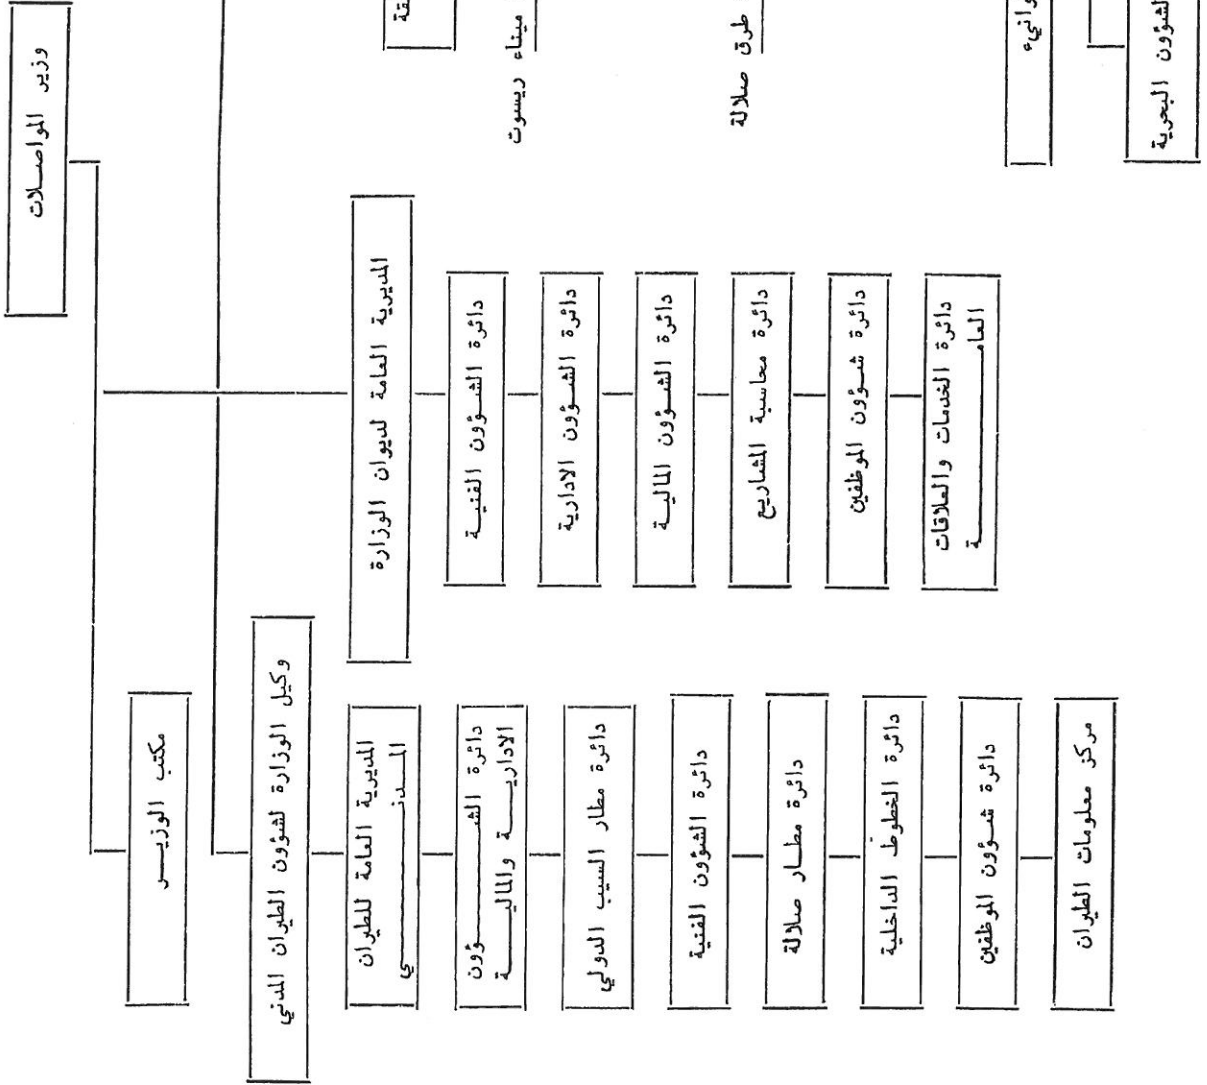 وزير المواصلات
مكتب الوزير
وكيل الوزارة لشؤون الطيران المدني
المديرية العامة للطيران
المدني
دائرة الشؤون
الادارية والمالية
دائرة مطار السيب الدولي
دائرة الشؤون الفنية
دائرة مطار صلالة
دائرة الخطوط الداخلية
دائرة شؤون الموظفين
مركز معلومات الطيران
المديرية العامة لديوان الوزارة
دائرة الشؤون الفنية
دائرة الشؤون الادارية
دائرة الشؤون المالية
دائرة محاسبة المشاريع
دائرة شؤون الموظفين
دائرة الخدمات والعلاقات
العامة
ميناء ريسوت
طرق صلالة
البحرية